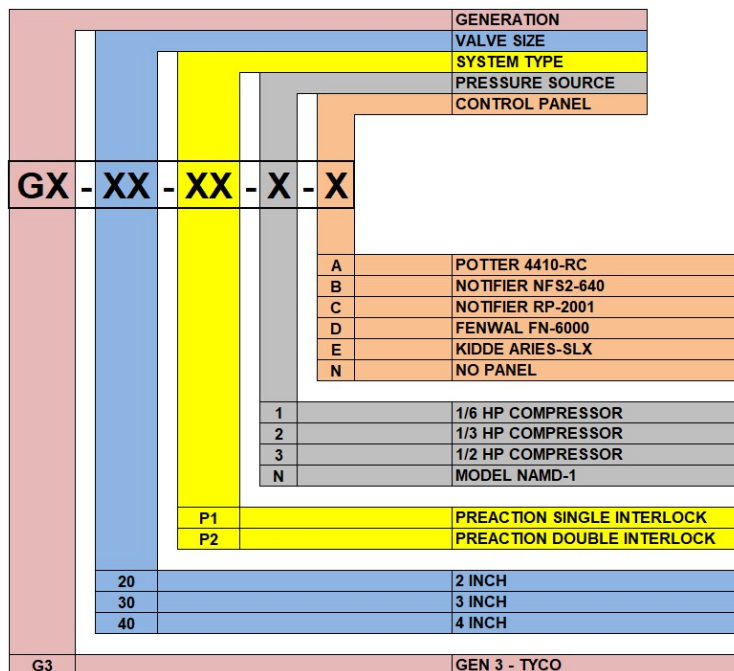 GENERATION
VALVE SIZE
SYSTEM TYPE
PRESSURE SOURCE
CONTROL PANEL
GX - XX - XX - X - X
A POTTER 4410-RC
B NOTIFIER NFS2-640
C NOTIFIER RP-2001
D FENWAL FN-6000
E KIDDE ARIES-SLX
N NO PANEL
1 1/6 HP COMPRESSOR
2 1/3 HP COMPRESSOR
3 1/2 HP COMPRESSOR
N MODEL NAMD-1
P1 PREACTION SINGLE INTERLOCK
P2 PREACTION DOUBLE INTERLOCK
20 2 INCH
30 3 INCH
40 4 INCH
G3 GEN 3 - TYCO